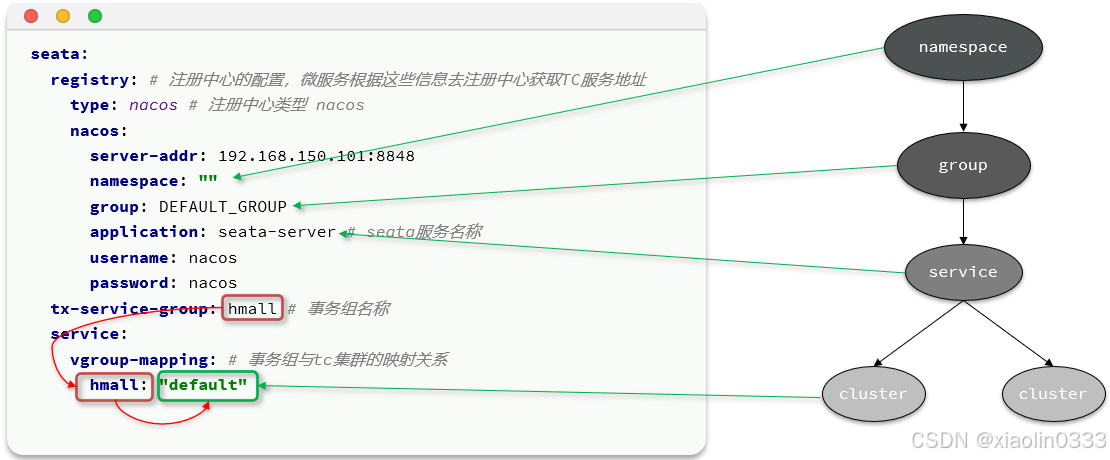 seata:
registry: # 注册中心的配置，微服务根据这些信息去注册中心获取TC服务地址
type: nacos # 注册中心类型 nacos
nacos:
server-addr: 192.168.150.101:8848
namespace: ""
group: DEFAULT_GROUP
application: seata-server # seata服务名称
username: nacos
password: nacos
tx-service-group: hmall # 事务组名称
service:
vgroup-mapping: # 事务组与tc集群的映射关系
hmall: "default"
namespace
group
service
cluster
cluster
CSDN @xiaolin0333